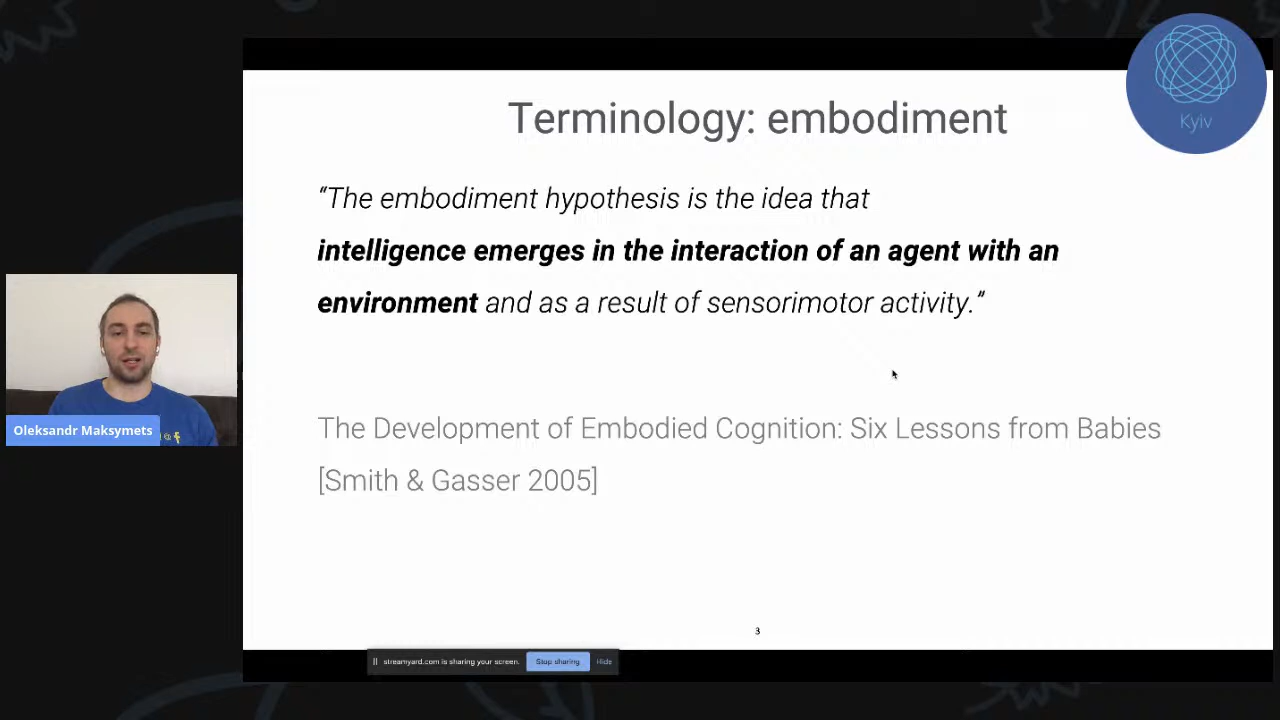 Kyiv
Terminology: embodiment
“The embodiment hypothesis is the idea that
intelligence emerges in the interaction of an agent with an
environment and as a result of sensorimotor activity.”
The Development of Embodied Cognition: Six Lessons from Babies
[Smith & Gasser 2005]
Oleksandr Maksymets
3
streamyard.com is sharing your screen.
Stop sharing
Hide